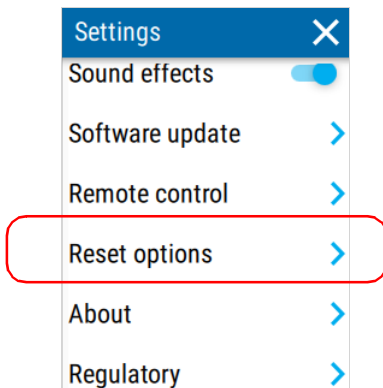 Settings
Sound effects
Software update
Remote control
Reset options
About
Regulatory